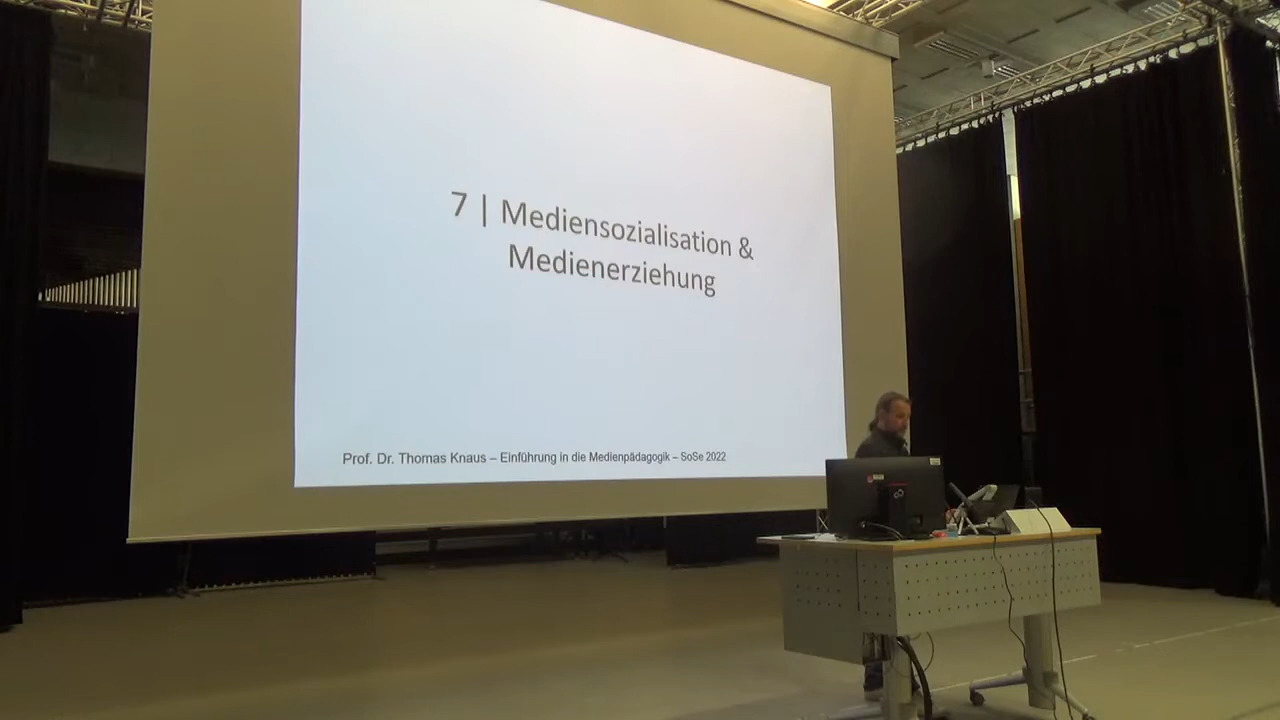 7 | Mediensozialisation &
Medienerziehung
Prof. Dr. Thomas Knaus – Einführung in die Medienpädagogik – SoSe 2022